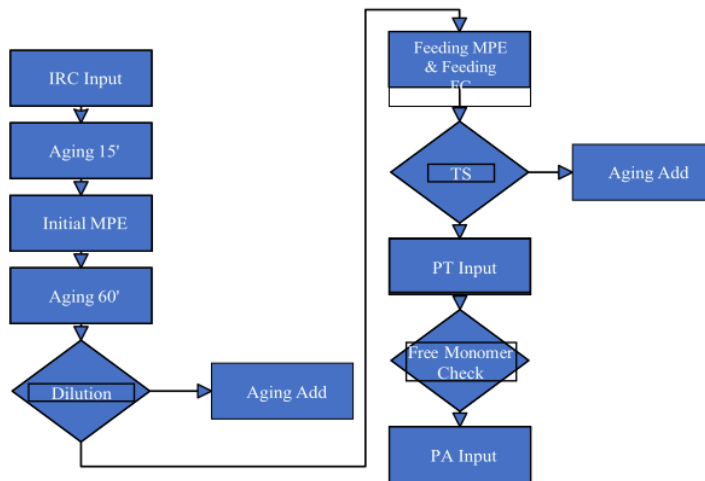 IRC Input
Aging 15'
Initial MPE
Aging 60'
Dilution
Aging Add
Feeding MPE
& Feeding
TS
Aging Add
PT Input
Free Monomer
Check
PA Input